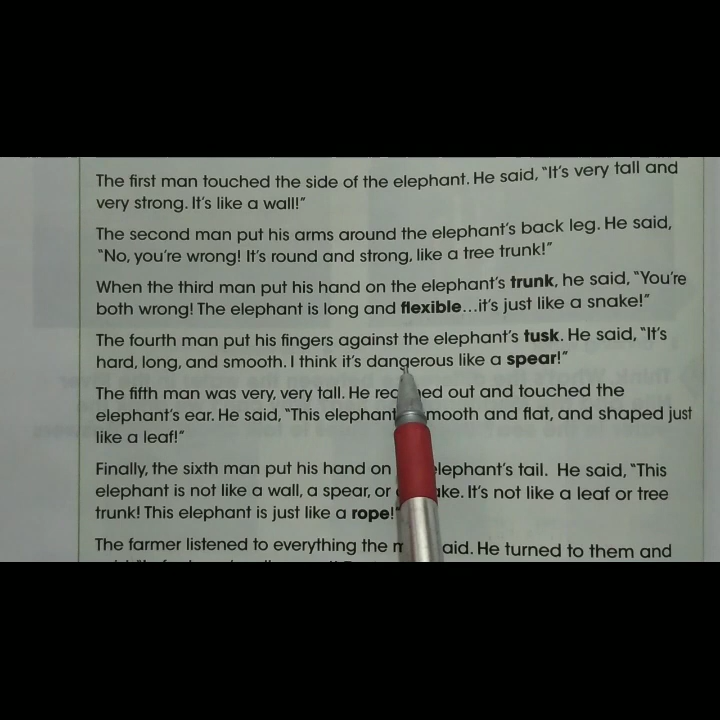 The first man touched the side of the elephant. He said, "It's very tall and
very strong. It's like a wall!"
The second man put his arms around the elephant's back leg. He said,
"No, you're wrong! It's round and strong, like a tree trunk!"
When the third man put his hand on the elephant's trunk, he said, "You're
both wrong! The elephant is long and flexible...it's just like a snake!"
The fourth man put his fingers against the elephant's tusk. He said, "It's
hard, long, and smooth. I think it's dangerous like a spear!"
The fifth man was very, very tall. He out and touched the
elephant's ear. He said, "This and flat, and shaped just
like a leaf!"
Finally, the sixth man put his hand on tail. He said, "This
elephant is not like a wall, a spear, or It's not like a leaf or tree
trunk! This elephant is just like a rope!
The farmer listened to everything the He turned to them and